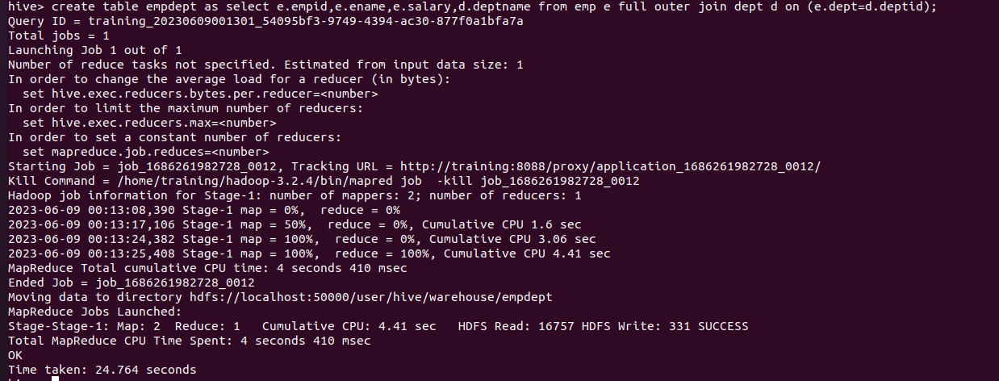 hive> create table empdept as select e.empid,e.ename,e.salary,d.deptname from emp e full outer join dept d on (e.dept=d.deptid);
Query ID = training_20230609001301_54095bf3-9749-4394-ac30-877f0a1bfa7a
Total jobs = 1
Launching Job 1 out of 1
Number of reduce tasks not specified. Estimated from input data size: 1
In order to change the average load for a reducer (in bytes):
  set hive.exec.reducers.bytes.per.reducer=<number>
In order to limit the maximum number of reducers:
  set hive.exec.reducers.max=<number>
In order to set a constant number of reducers:
  set mapreduce.job.reduces=<number>
Starting Job = job_1686261982728_0012, Tracking URL = http://training:8088/proxy/application_1686261982728_0012/
Kill Command = /home/training/hadoop-3.2.4/bin/mapred job  -kill job_1686261982728_0012
Hadoop job information for Stage-1: number of mappers: 2; number of reducers: 1
2023-06-09 00:13:08,390 Stage-1 map = 0%,  reduce = 0%
2023-06-09 00:13:17,106 Stage-1 map = 50%,  reduce = 0%, Cumulative CPU 1.6 sec
2023-06-09 00:13:24,382 Stage-1 map = 100%,  reduce = 0%, Cumulative CPU 3.06 sec
2023-06-09 00:13:25,408 Stage-1 map = 100%,  reduce = 100%, Cumulative CPU 4.41 sec
MapReduce Total cumulative CPU time: 4 seconds 410 msec
Ended Job = job_1686261982728_0012
Moving data to directory hdfs://localhost:50000/user/hive/warehouse/empdept
MapReduce Jobs Launched:
Stage-Stage-1: Map: 2  Reduce: 1   Cumulative CPU: 4.41 sec   HDFS Read: 16757 HDFS Write: 331 SUCCESS
Total MapReduce CPU Time Spent: 4 seconds 410 msec
OK
Time taken: 24.764 seconds